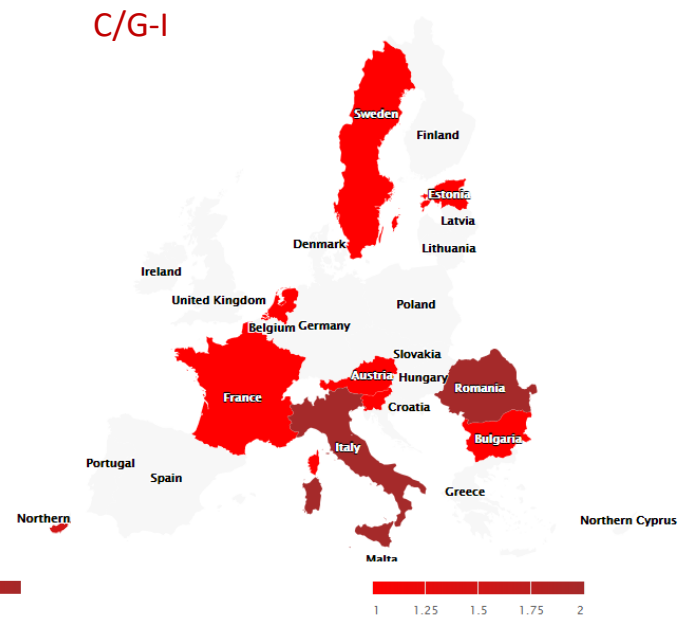 C/G-I
Sweden
Finland
Estonia
Latvia
Denmark
Lithuania
Ireland
United Kingdom
Poland
Belgium
Germany
Slovakia
Austria
Hungary
Romania
France
Croatia
Bulgaria
Italy
Portugal
Spain
Greece
Northern
Northern Cyprus
Malta
1 1.25 1.5 1.75 2